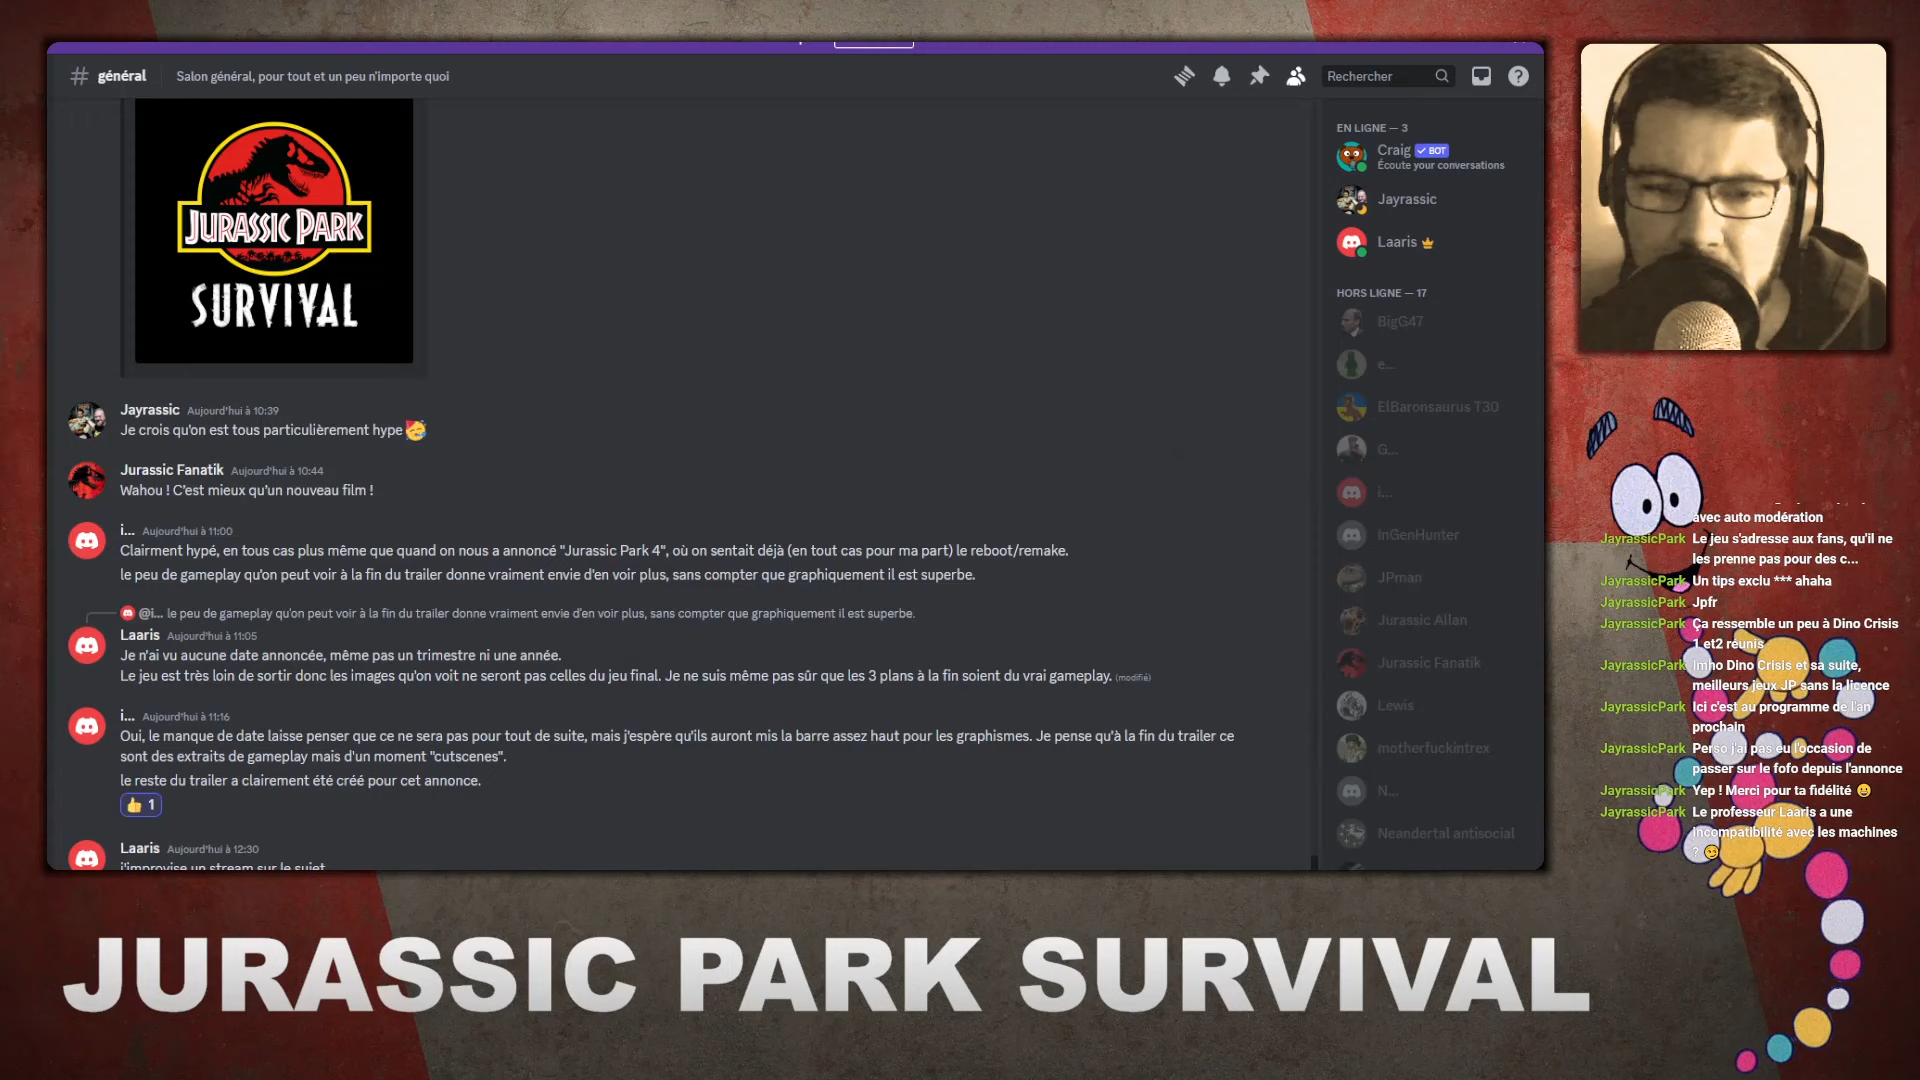 général
Salon général, pour tout et un peu n'importe quoi
Rechercher
JURASSIC PARK
SURVIVAL
Jayrassic Aujourd'hui à 10:39
Je crois qu'on est tous particulièrement hype 🥳
Jurassic Fanatik Aujourd'hui à 10:44
Wahou ! C'est mieux qu'un nouveau film !
i... Aujourd'hui à 11:00
Clairment hypé, en tous cas plus même que quand on nous a annoncé "Jurassic Park 4", où on sentait déjà (en tout cas pour ma part) le reboot/remake.
le peu de gameplay qu'on peut voir à la fin du trailer donne vraiment envie d'en voir plus, sans compter que graphiquement il est superbe.
@i... le peu de gameplay qu'on peut voir à la fin du trailer donne vraiment envie d'en voir plus, sans compter que graphiquement il est superbe.
Laaris Aujourd'hui à 11:05
Je n'ai vu aucune date annoncée, même pas un trimestre ni une année.
Le jeu est très loin de sortir donc les images qu'on voit ne seront pas celles du jeu final. Je ne suis même pas sûr que les 3 plans à la fin soient du vrai gameplay. (modifié)
i... Aujourd'hui à 11:16
Oui, le manque de date laisse penser que ce ne sera pas pour tout de suite, mais j'espère qu'ils auront mis la barre assez haut pour les graphismes. Je pense qu'à la fin du trailer ce
sont des extraits de gameplay mais d'un moment "cutscenes".
le reste du trailer a clairement été créé pour cet annonce.
👍 1
Laaris Aujourd'hui à 12:30
j'improvise un stream sur le sujet
EN LIGNE — 3
Craig BOT
Écoute your conversations
Jayrassic
Laaris
HORS LIGNE — 17
BigG47
e...
ElBaronsaurus T30
G...
i...
InGenHunter
JPman
Jurassic Allan
Jurassic Fanatik
Lewis
motherfuckintrex
N...
Neandertal antisocial
avec auto modération
JayrassicPark Le jeu s'adresse aux fans, qu'il ne
les prenne pas pour des c...
JayrassicPark Un tips exclu *** ahaha
JayrassicPark Jpfr
JayrassicPark Ça ressemble un peu à Dino Crisis
1 et2 réunis
JayrassicPark Imho Dino Crisis et sa suite,
meilleurs jeux JP sans la licence
JayrassicPark Ici c'est au programme de l'an
prochain
JayrassicPark Perso j'ai pas eu l'occasion de
passer sur le fofo depuis l'annonce
JayrassicPark Yep ! Merci pour ta fidélité 😀
JayrassicPark Le professeur Laaris a une
incompatibilité avec les machines
? 😏
JURASSIC PARK SURVIVAL